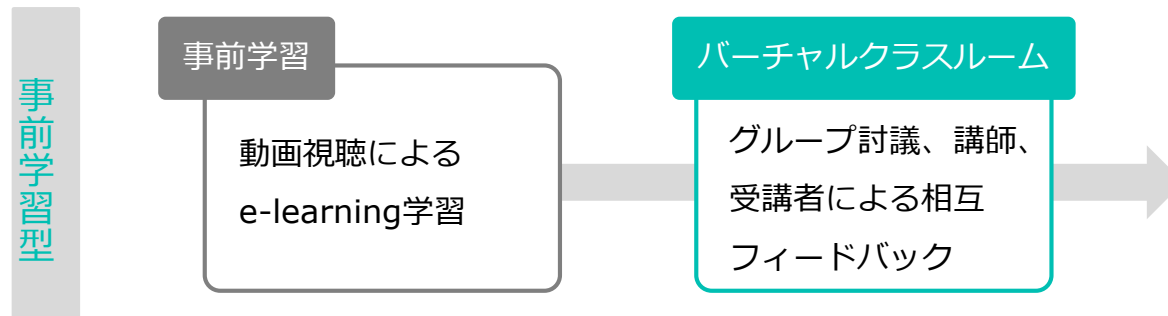 事前学習型
事前学習
動画視聴による
e-learning学習
バーチャルクラスルーム
グループ討議、講師、
受講者による相互
フィードバック